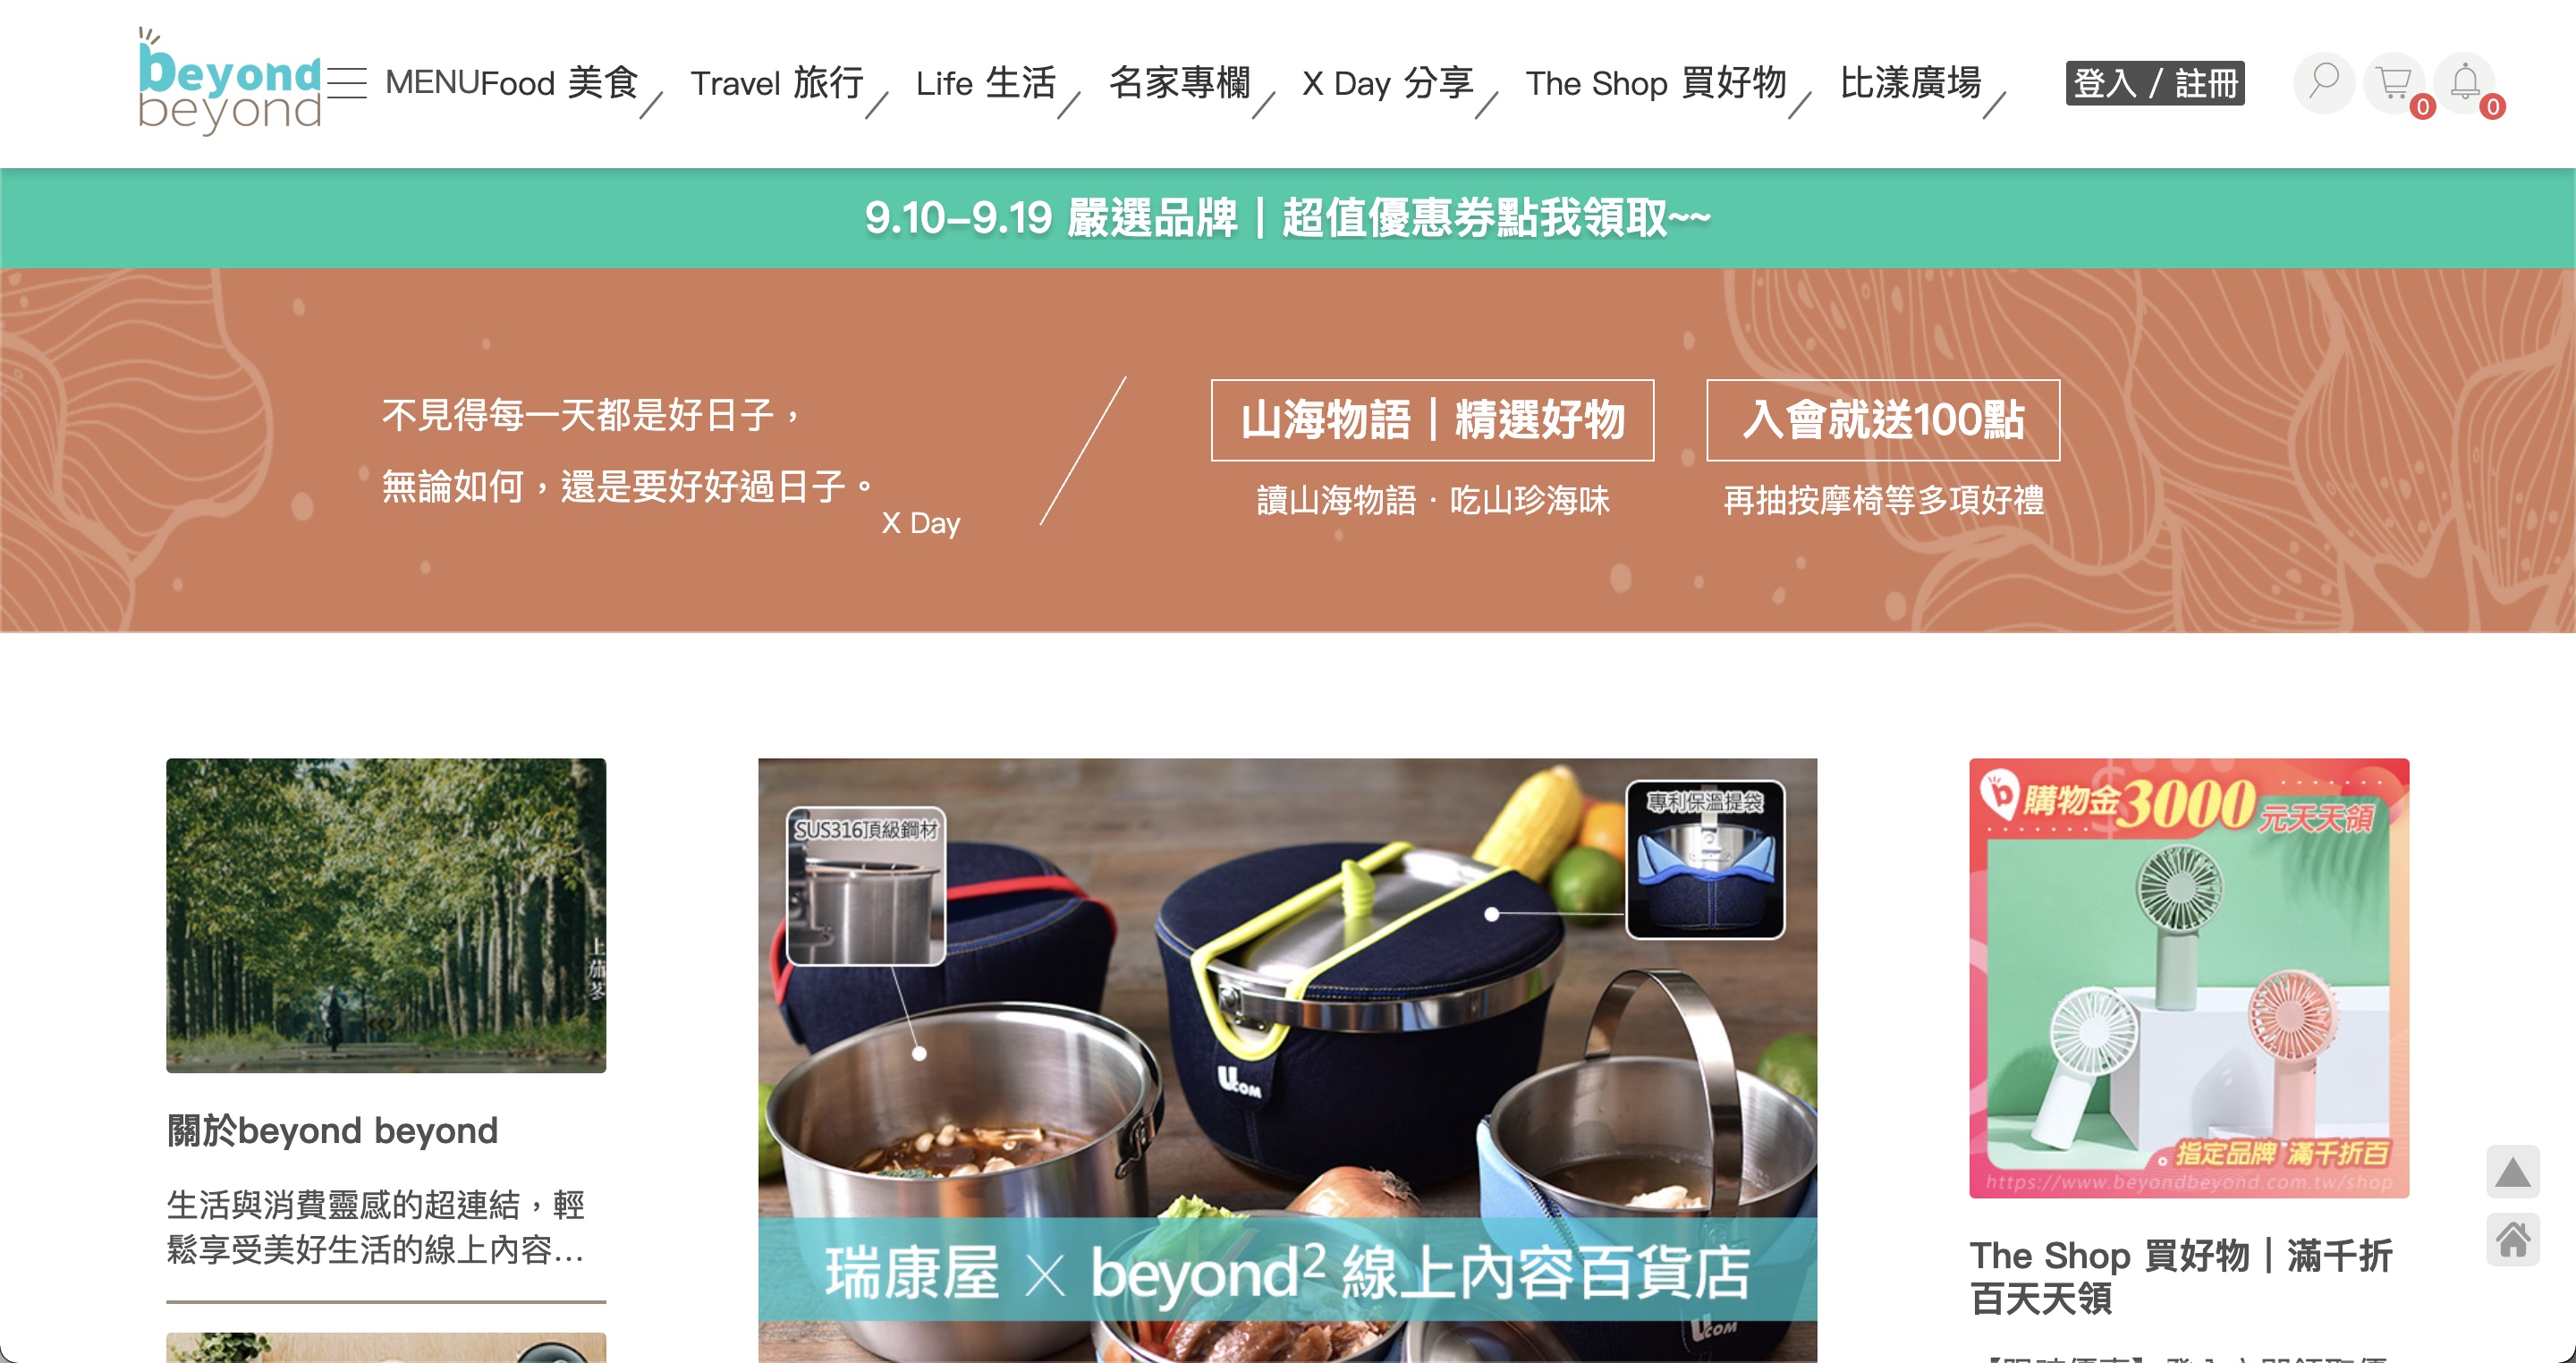 beyond
beyond
MENU
Food 美食
Travel 旅行
Life 生活
名家專欄
X Day 分享
The Shop 買好物
比漾廣場
登入 / 註冊
0
0
9.10–9.19 嚴選品牌｜超值優惠券點我領取~~
不見得每一天都是好日子，
無論如何，還是要好好過日子。
X Day
山海物語｜精選好物
讀山海物語．吃山珍海味
入會就送100點
再抽按摩椅等多項好禮
上
茄
苳
關於beyond beyond
生活與消費靈感的超連結，輕
鬆享受美好生活的線上內容...
SUS316頂級鋼材
專利保溫提袋
UCOM
瑞康屋 X beyond² 線上內容百貨店
UCOM
b 購物金3000元天天領
指定品牌 滿千折百
https://www.beyondbeyond.com.tw/shop
The Shop 買好物｜滿千折
百天天領